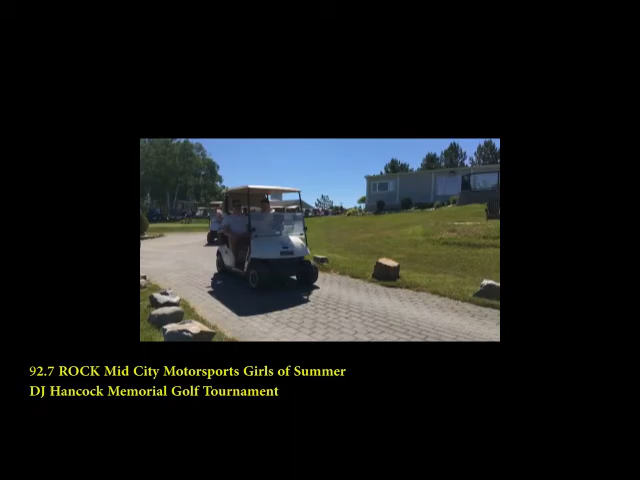 92.7 ROCK Mid City Motorsports Girls of Summer
DJ Hancock Memorial Golf Tournament